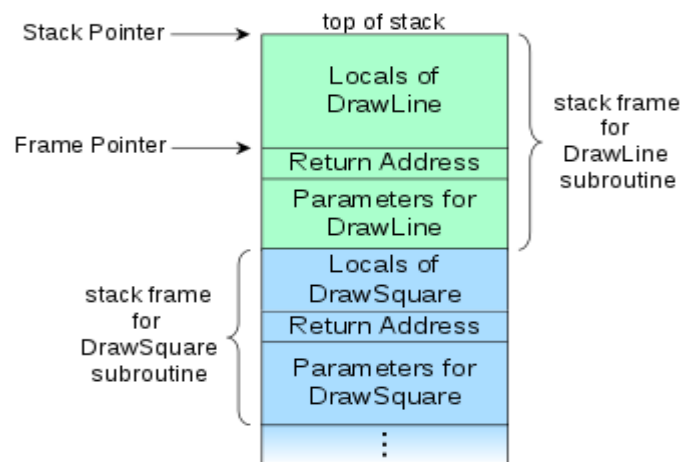 top of stack
Stack Pointer
Locals of
DrawLine
stack frame
for
DrawLine
subroutine
Frame Pointer
Return Address
Parameters for
DrawLine
Locals of
DrawSquare
stack frame
for
DrawSquare
subroutine
Return Address
Parameters for
DrawSquare
⋮